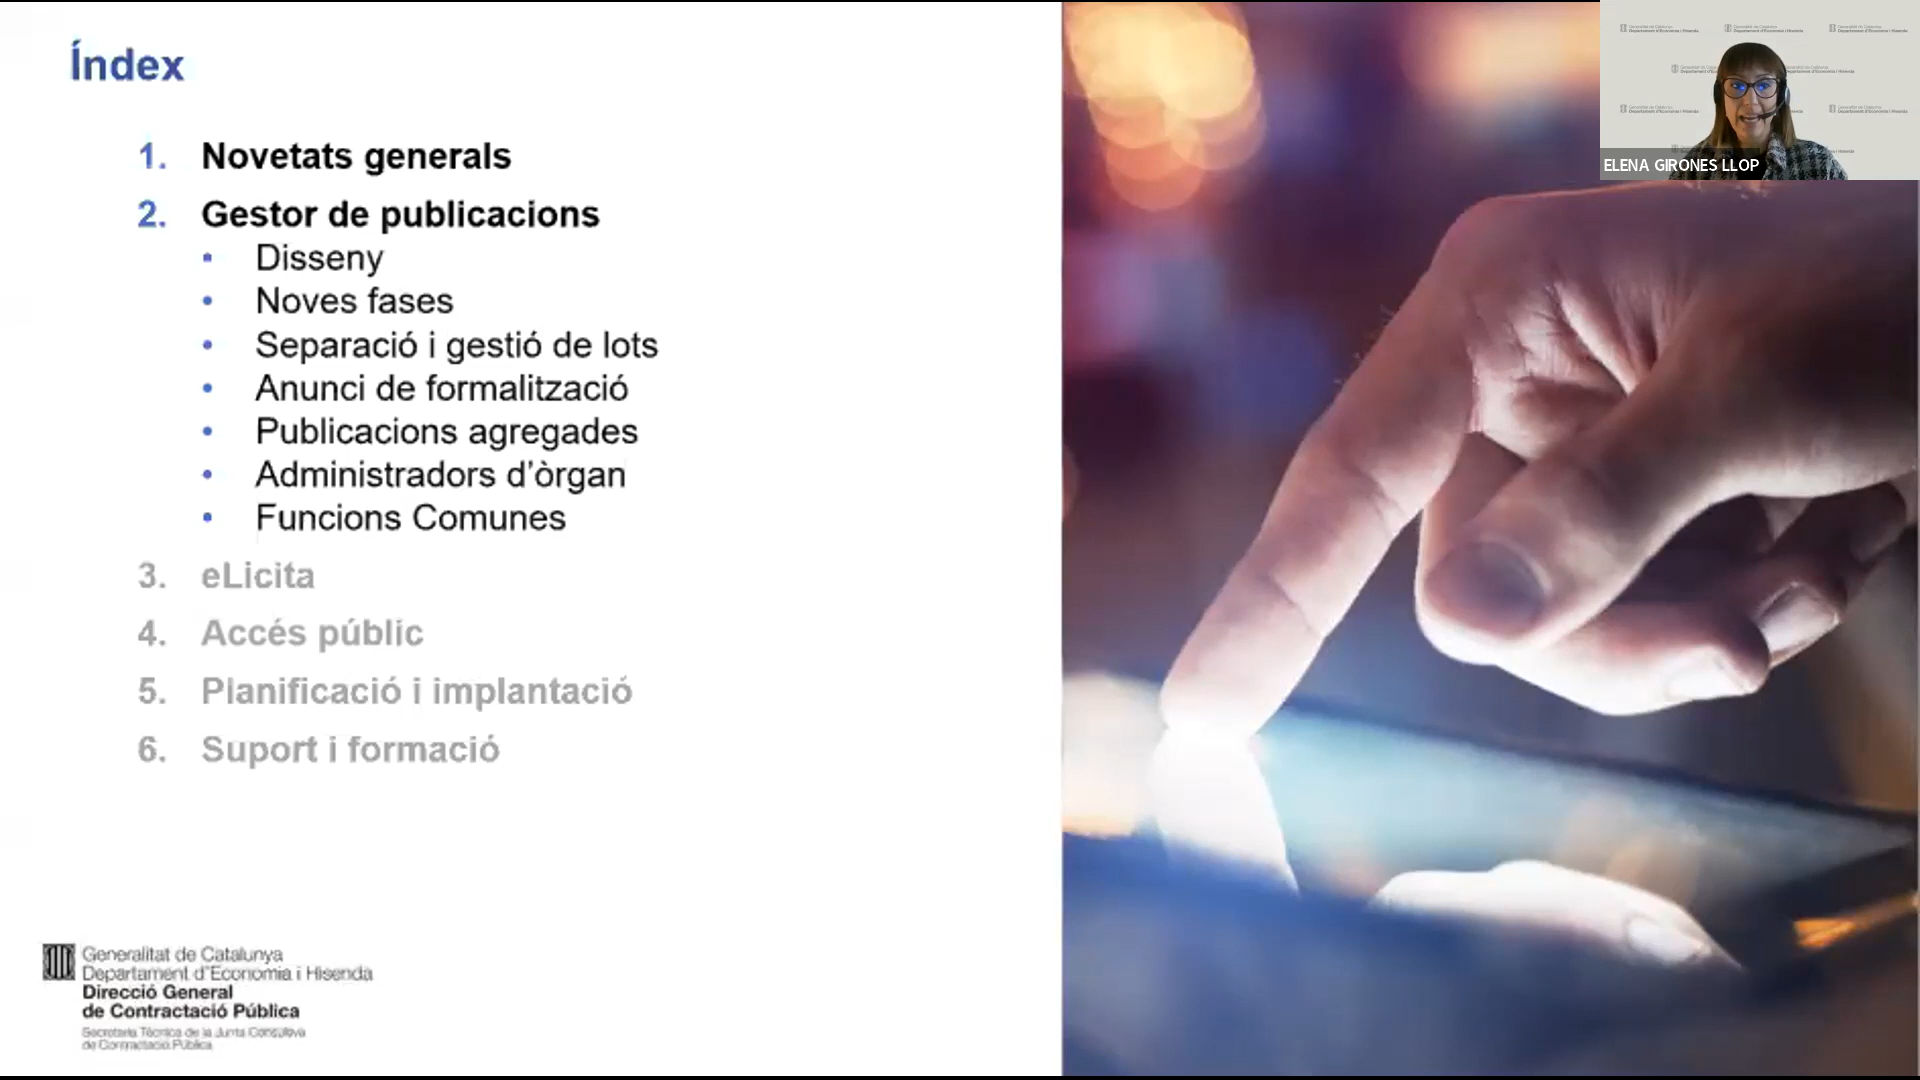 Índex
1. Novetats generals
2. Gestor de publicacions
• Disseny
• Noves fases
• Separació i gestió de lots
• Anunci de formalització
• Publicacions agregades
• Administradors d'òrgan
• Funcions Comunes
3. eLicita
4. Accés públic
5. Planificació i implantació
6. Suport i formació
Generalitat de Catalunya
Departament d'Economia i Hisenda
Direcció General
de Contractació Pública
Secretaria Tècnica de la Junta Consultiva
de Contractació Pública
ELENA GIRONES LLOP